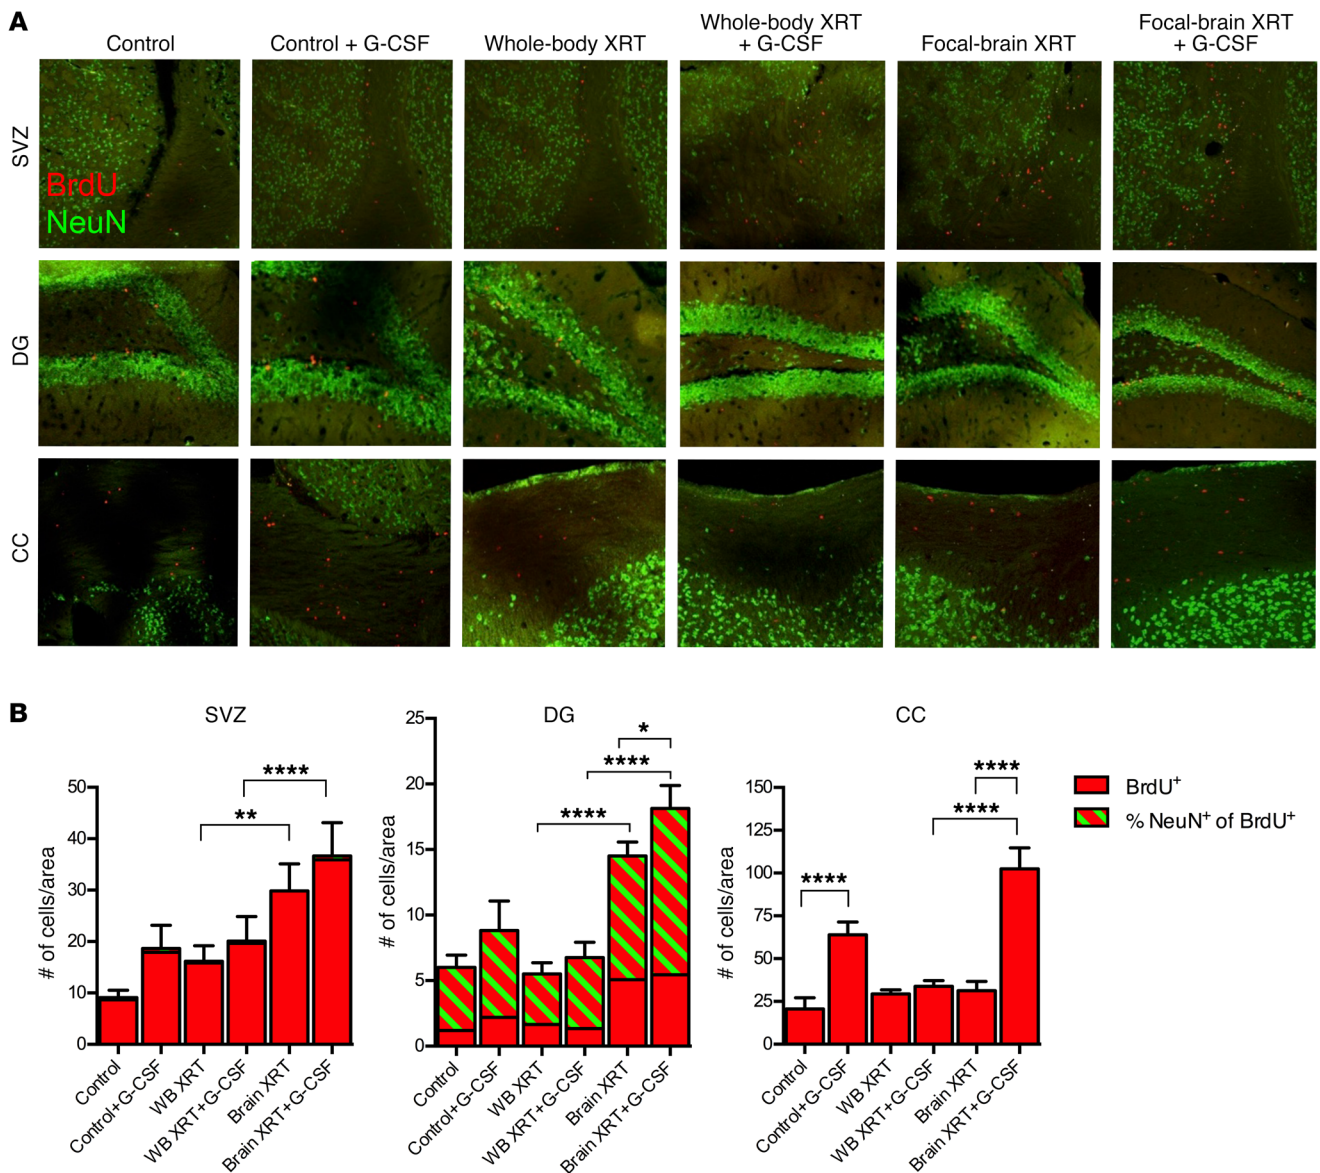 A
Control
Control + G-CSF
Whole-body XRT
Whole-body XRT
+ G-CSF
Focal-brain XRT
Focal-brain XRT
+ G-CSF
SVZ
BrdU
NeuN
DG
CC
B
SVZ
# of cells/area
50
40
30
20
10
0
**
****
Control
Control+G-CSF
WB XRT
WB XRT+G-CSF
Brain XRT
Brain XRT+G-CSF
DG
# of cells/area
25
20
15
10
5
0
****
****
*
Control
Control+G-CSF
WB XRT
WB XRT+G-CSF
Brain XRT
Brain XRT+G-CSF
CC
# of cells/area
150
125
100
75
50
25
0
****
****
****
Control
Control+G-CSF
WB XRT
WB XRT+G-CSF
Brain XRT
Brain XRT+G-CSF
BrdU⁺
% NeuN⁺ of BrdU⁺